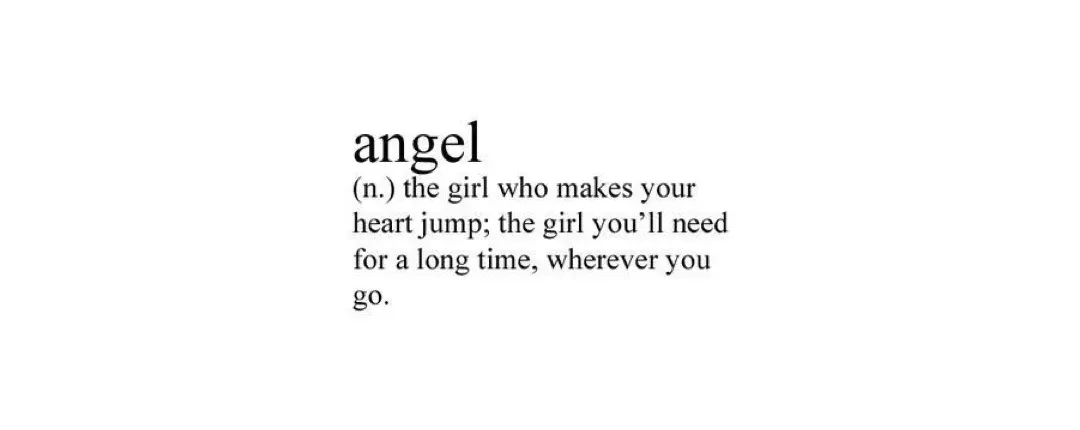 angel
(n.) the girl who makes your
heart jump; the girl you’ll need
for a long time, wherever you
go.